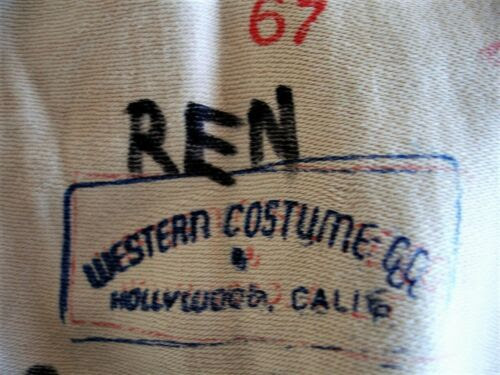 67
REN
WESTERN COSTUME CO.
HOLLYWOOD, CALIF.